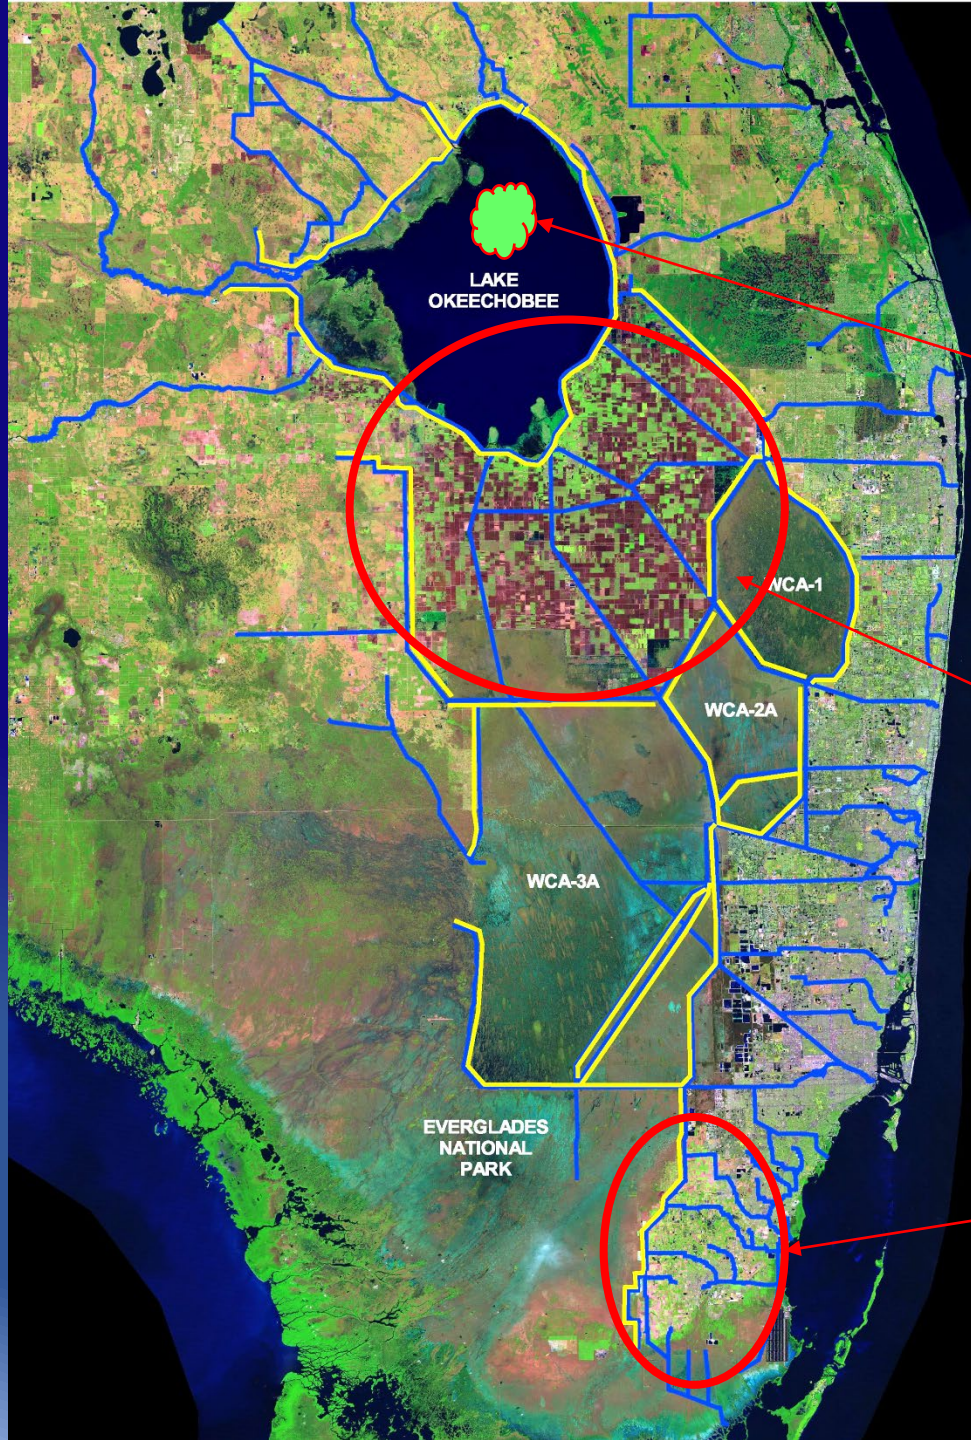 LAKE
OKEECHOBEE
WCA-1
WCA-2A
WCA-3A
EVERGLADES
NATIONAL
PARK